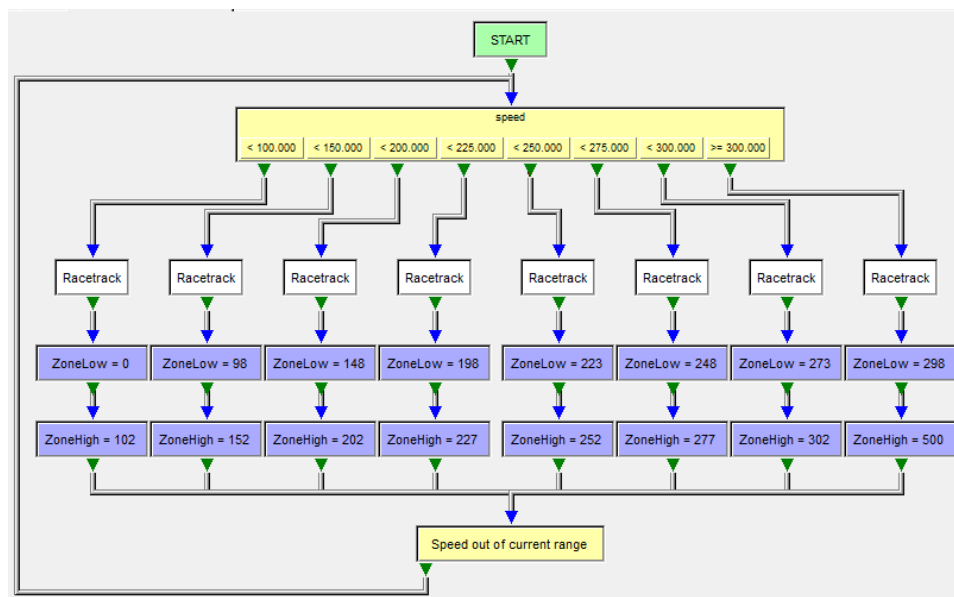 START
speed
< 100.000 < 150.000 < 200.000 < 225.000 < 250.000 < 275.000 < 300.000 >= 300.000
Racetrack Racetrack Racetrack Racetrack Racetrack Racetrack Racetrack Racetrack
ZoneLow = 0 ZoneLow = 98 ZoneLow = 148 ZoneLow = 198 ZoneLow = 223 ZoneLow = 248 ZoneLow = 273 ZoneLow = 298
ZoneHigh = 102 ZoneHigh = 152 ZoneHigh = 202 ZoneHigh = 227 ZoneHigh = 252 ZoneHigh = 277 ZoneHigh = 302 ZoneHigh = 500
Speed out of current range